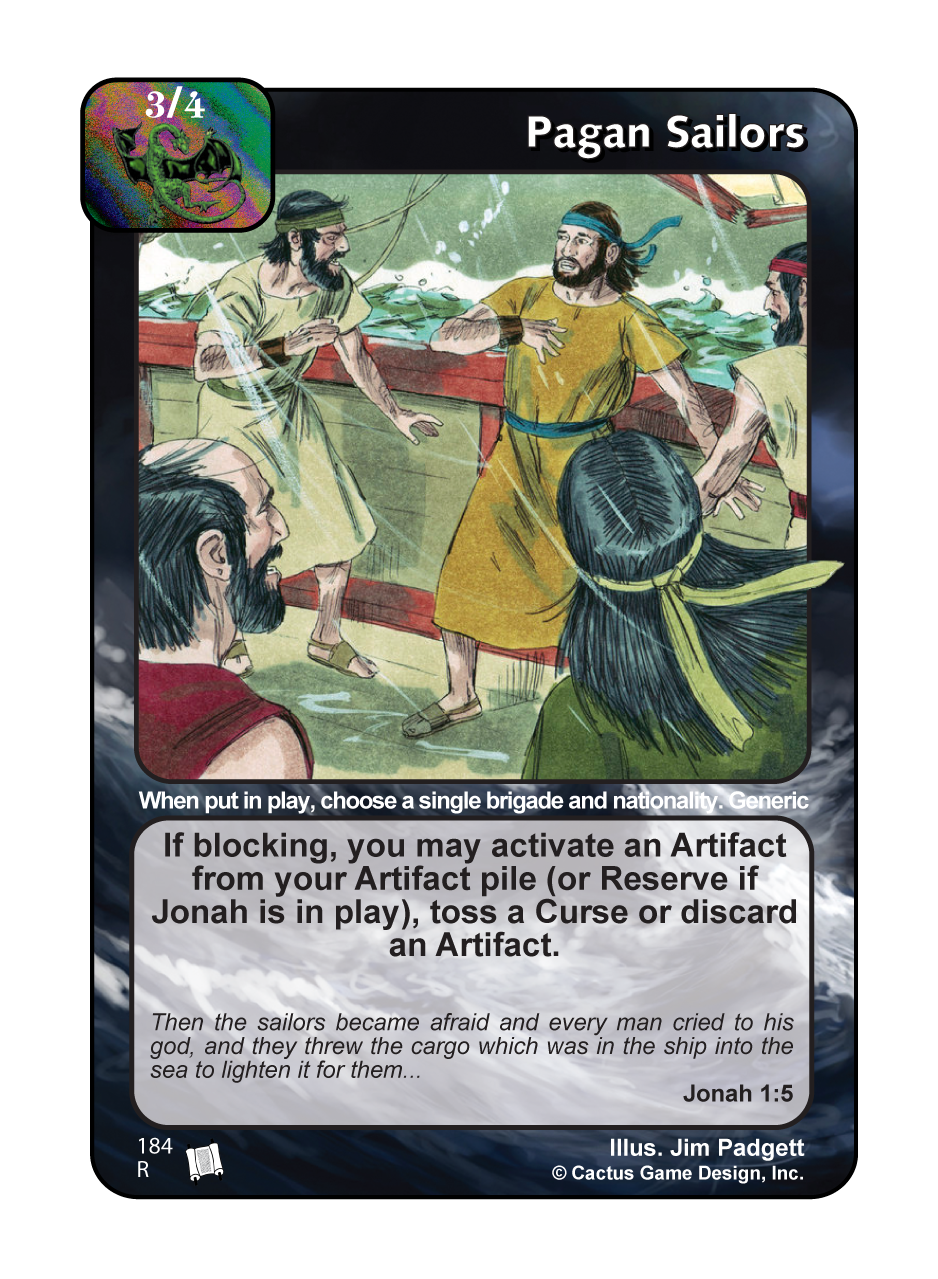 3/4
Pagan Sailors
When put in play, choose a single brigade and nationality. Generic
If blocking, you may activate an Artifact
from your Artifact pile (or Reserve if
Jonah is in play), toss a Curse or discard
an Artifact.
Then the sailors became afraid and every man cried to his
god, and they threw the cargo which was in the ship into the
sea to lighten it for them...
Jonah 1:5
184
R
Illus. Jim Padgett
© Cactus Game Design, Inc.